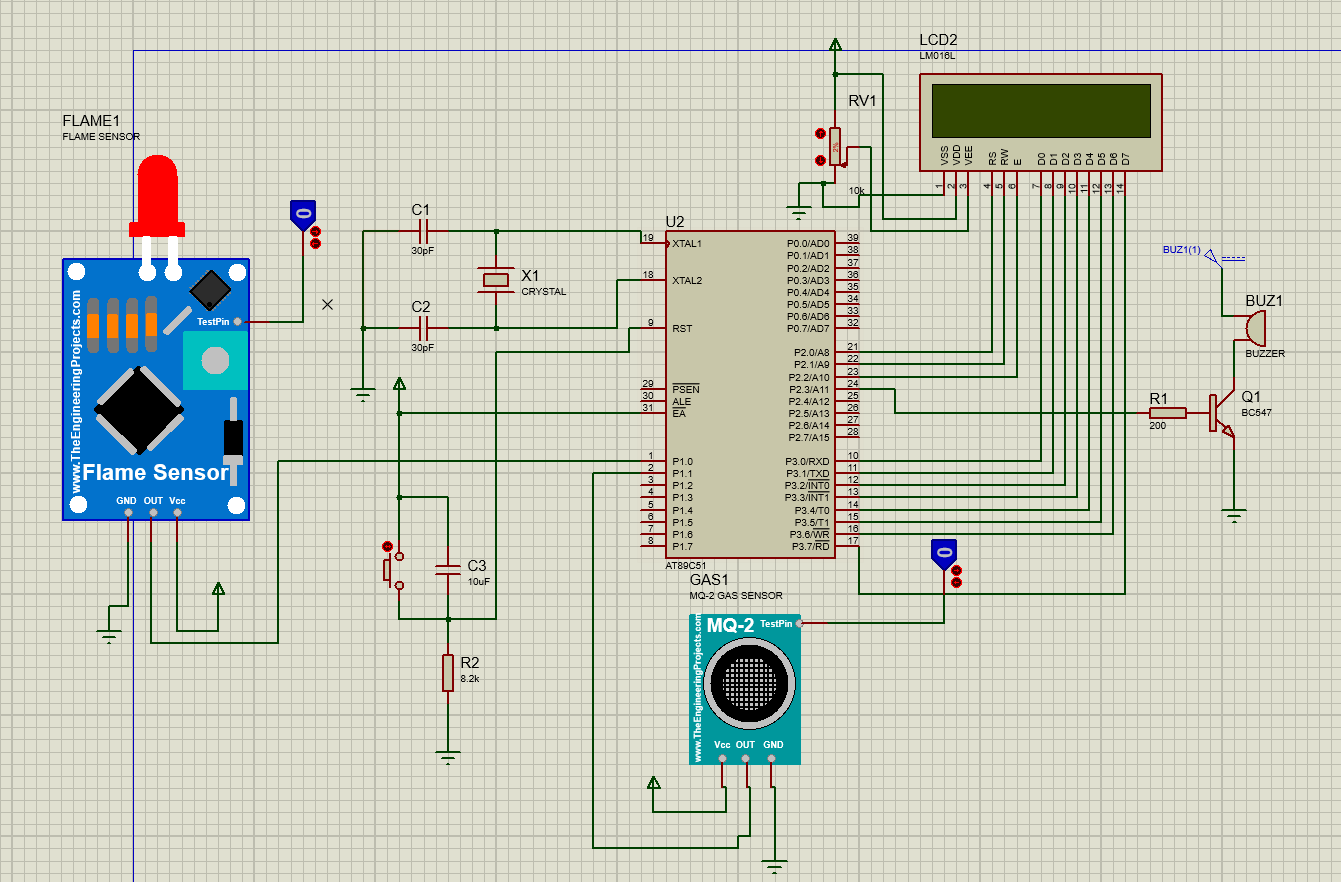 LCD2
LM016L
RV1
2%
10k
VSS
VDD
VEE
RS
RW
E
D0
D1
D2
D3
D4
D5
D6
D7
1
2
3
4
5
6
7
8
9
10
11
12
13
14
FLAME1
FLAME SENSOR
0
TestPin
www.TheEngineeringProjects.com
Flame Sensor
GND OUT Vcc
C1
30pF
X1
CRYSTAL
C2
30pF
U2
19 XTAL1
18 XTAL2
9 RST
29 PSEN
30 ALE
31 EA
1 P1.0
2 P1.1
3 P1.2
4 P1.3
5 P1.4
6 P1.5
7 P1.6
8 P1.7
P0.0/AD0 39
P0.1/AD1 38
P0.2/AD2 37
P0.3/AD3 36
P0.4/AD4 35
P0.5/AD5 34
P0.6/AD6 33
P0.7/AD7 32
P2.0/A8 21
P2.1/A9 22
P2.2/A10 23
P2.3/A11 24
P2.4/A12 25
P2.5/A13 26
P2.6/A14 27
P2.7/A15 28
P3.0/RXD 10
P3.1/TXD 11
P3.2/INT0 12
P3.3/INT1 13
P3.4/T0 14
P3.5/T1 15
P3.6/WR 16
P3.7/RD 17
AT89C51
BUZ1(1)
BUZ1
BUZZER
R1
200
Q1
BC547
C3
10uF
R2
8.2k
GAS1
MQ-2 GAS SENSOR
0
MQ-2 TestPin
www.TheEngineeringProjects.com
Vcc OUT GND